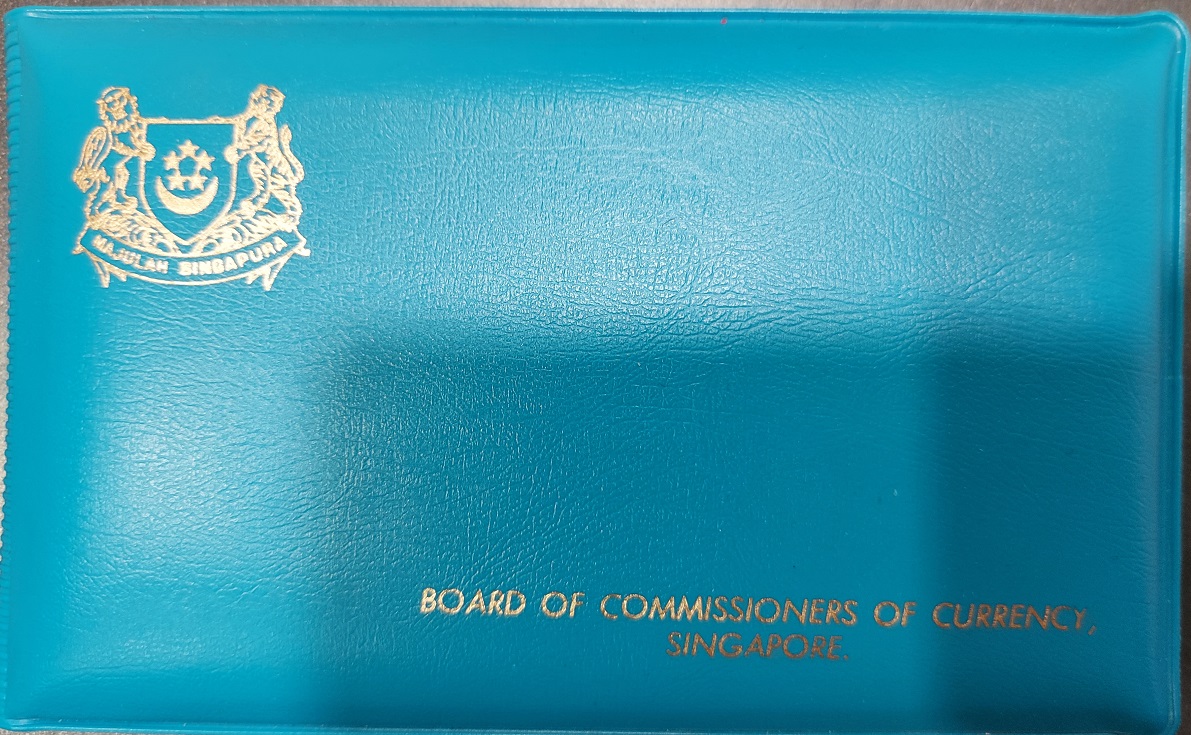 MAJULAH SINGAPURA
BOARD OF COMMISSIONERS OF CURRENCY,
SINGAPORE.